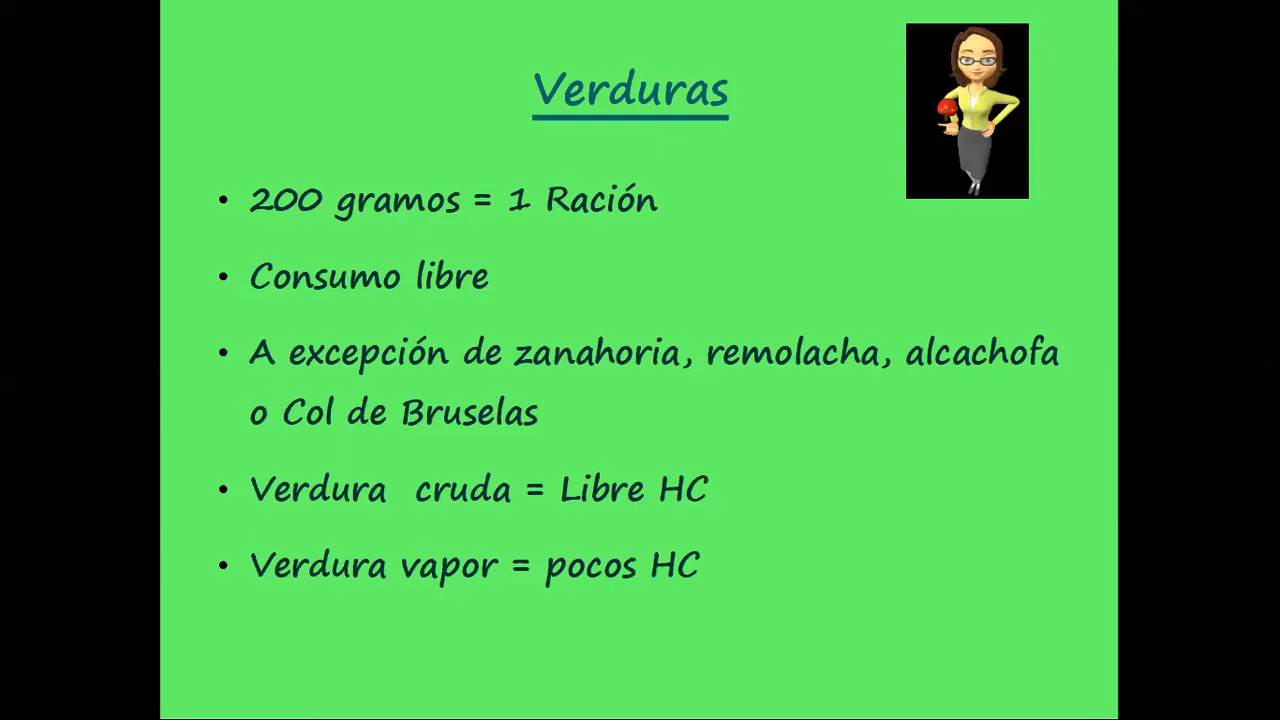 Verduras
• 200 gramos = 1 Ración
• Consumo libre
• A excepción de zanahoria, remolacha, alcachofa
o Col de Bruselas
• Verdura cruda = Libre HC
• Verdura vapor = pocos HC